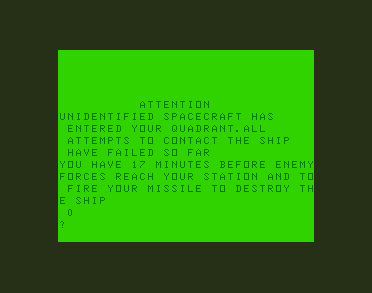 ATTENTION
UNIDENTIFIED SPACECRAFT HAS
ENTERED YOUR QUADRANT.ALL
ATTEMPTS TO CONTACT THE SHIP
HAVE FAILED SO FAR
YOU HAVE 17 MINUTES BEFORE ENEMY
FORCES REACH YOUR STATION AND TO
FIRE YOUR MISSILE TO DESTROY TH
E SHIP
0
?